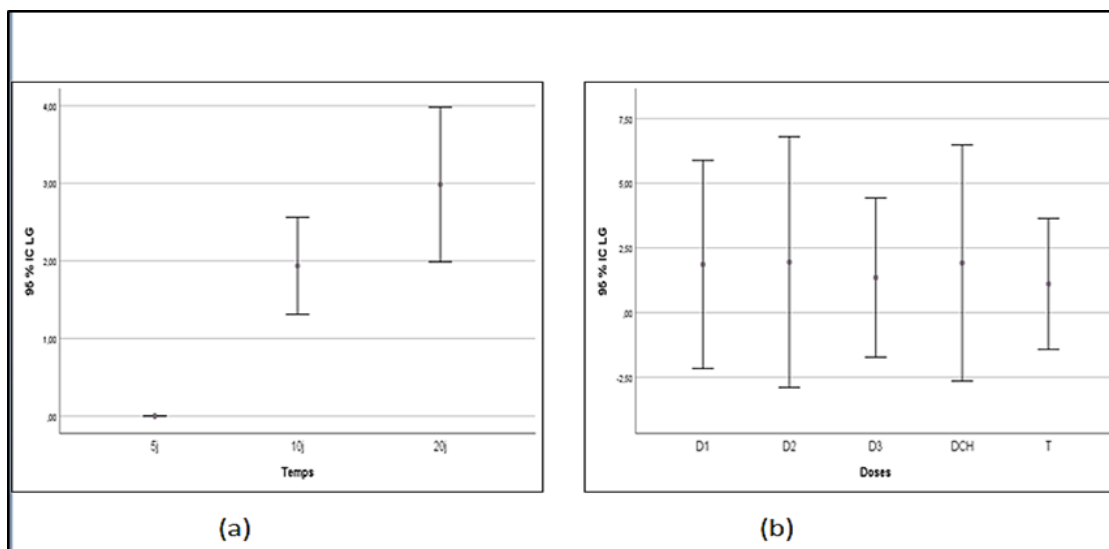 4,00
3,00
2,00
1,00
,00
95 % IC LG
5j
10j
20j
Temps
(a)
7,50
5,00
2,50
,00
-2,50
95 % IC LG
D1
D2
D3
DCH
T
Doses
(b)